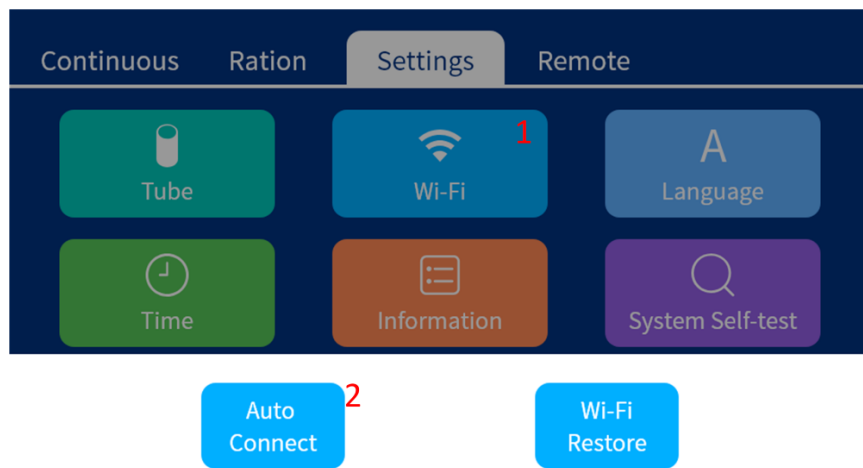 Continuous Ration Settings Remote
1
A
Tube Wi-Fi Language
Time Information System Self-test
2
Auto
Connect
Wi-Fi
Restore